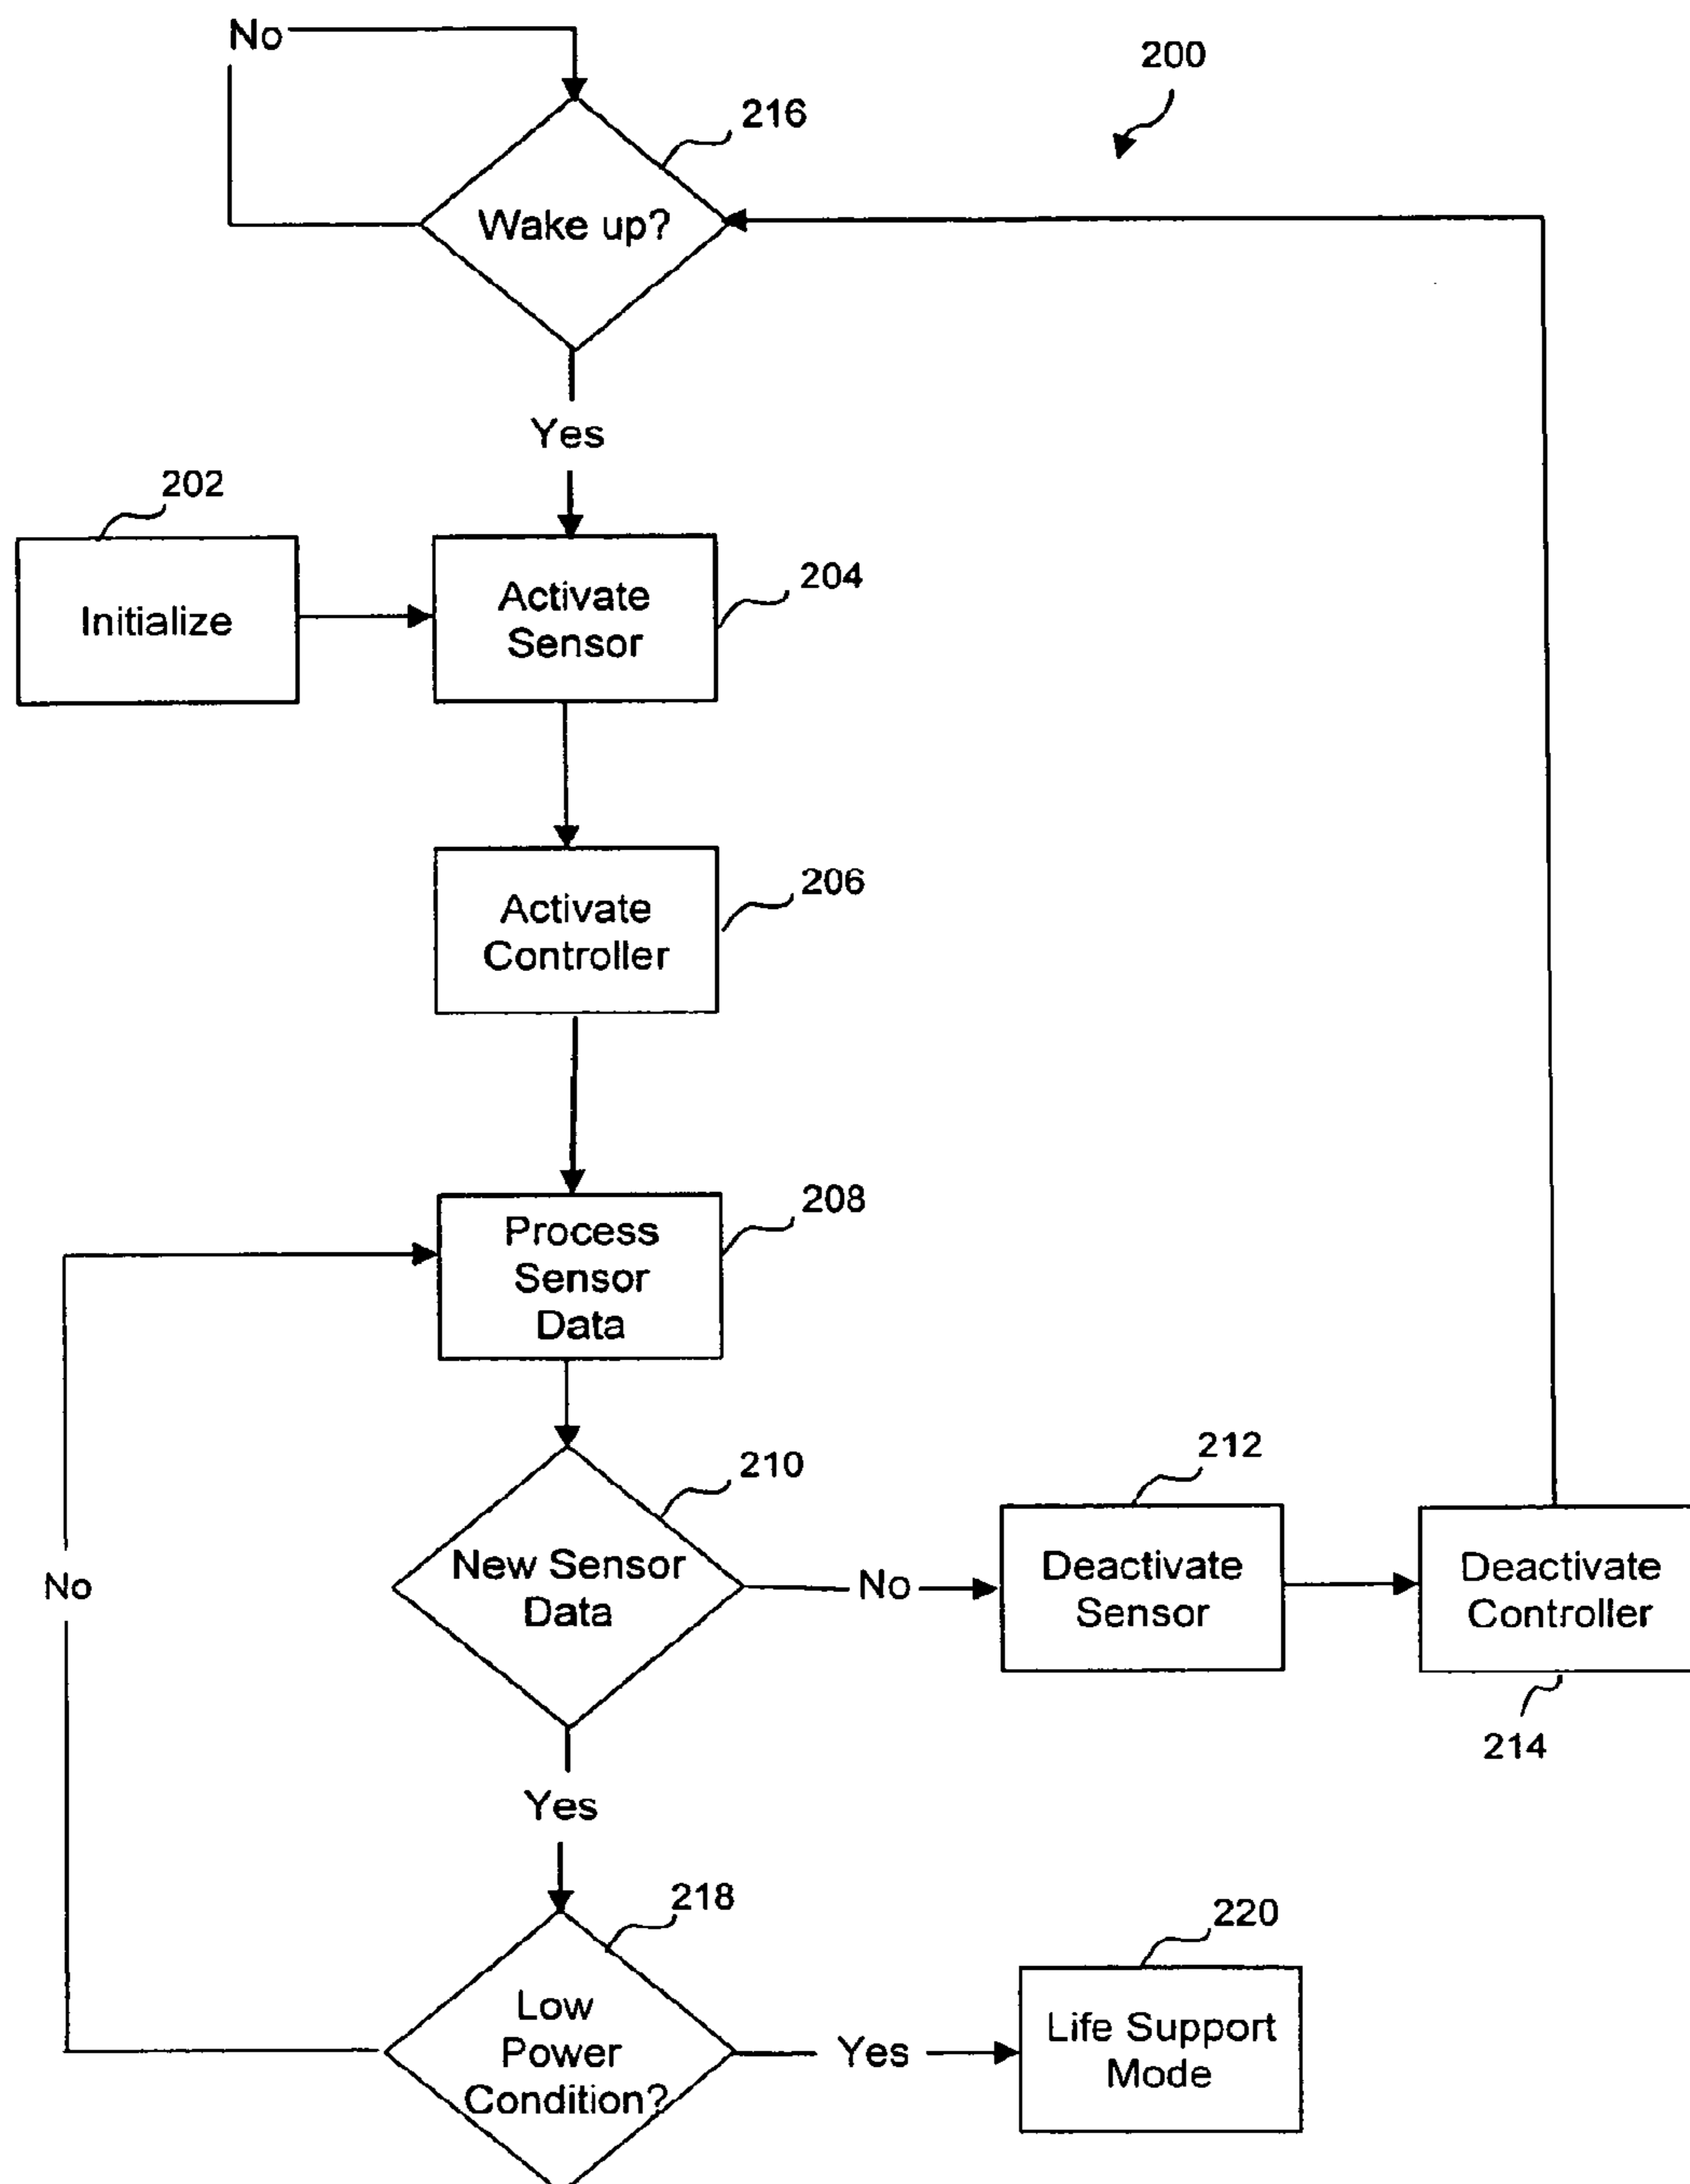 No
200
216
Wake up?
Yes
202
Initialize
204
Activate
Sensor
206
Activate
Controller
208
Process
Sensor
Data
210
New Sensor
Data
No
212
Deactivate
Sensor
Deactivate
Controller
214
No
Yes
218
Low
Power
Condition?
Yes
220
Life Support
Mode